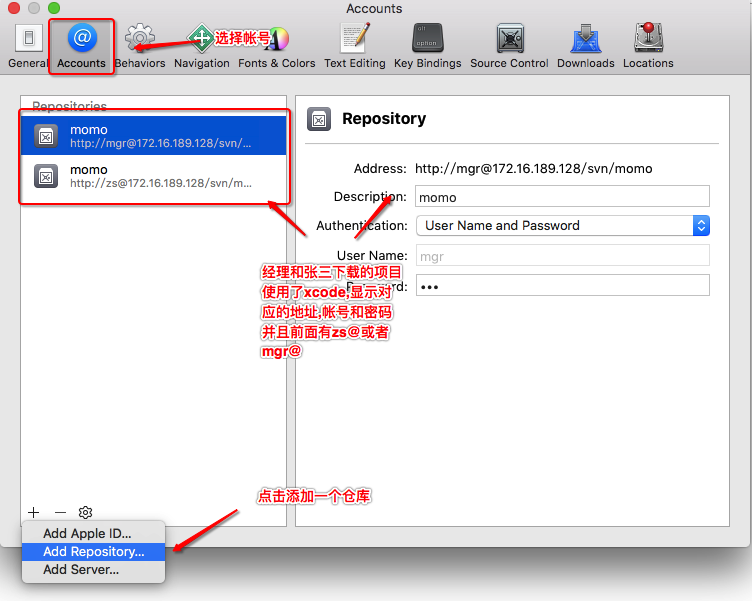 Accounts
General
Accounts
Behaviors
Navigation
Fonts & Colors
Text Editing
Key Bindings
Source Control
Downloads
Locations
选择帐号
option
Repositories
momo
http://mgr@172.16.189.128/svn/...
momo
http://zs@172.16.189.128/svn/m...
Repository
Address: http://mgr@172.16.189.128/svn/momo
Description: momo
Authentication: User Name and Password
User Name: mgr
•••
经理和张三下载的项目
使用了xcode,显示对
应的地址,帐号和密码
并且前面有zs@或者
mgr@
点击添加一个仓库
Add Apple ID...
Add Repository...
Add Server...